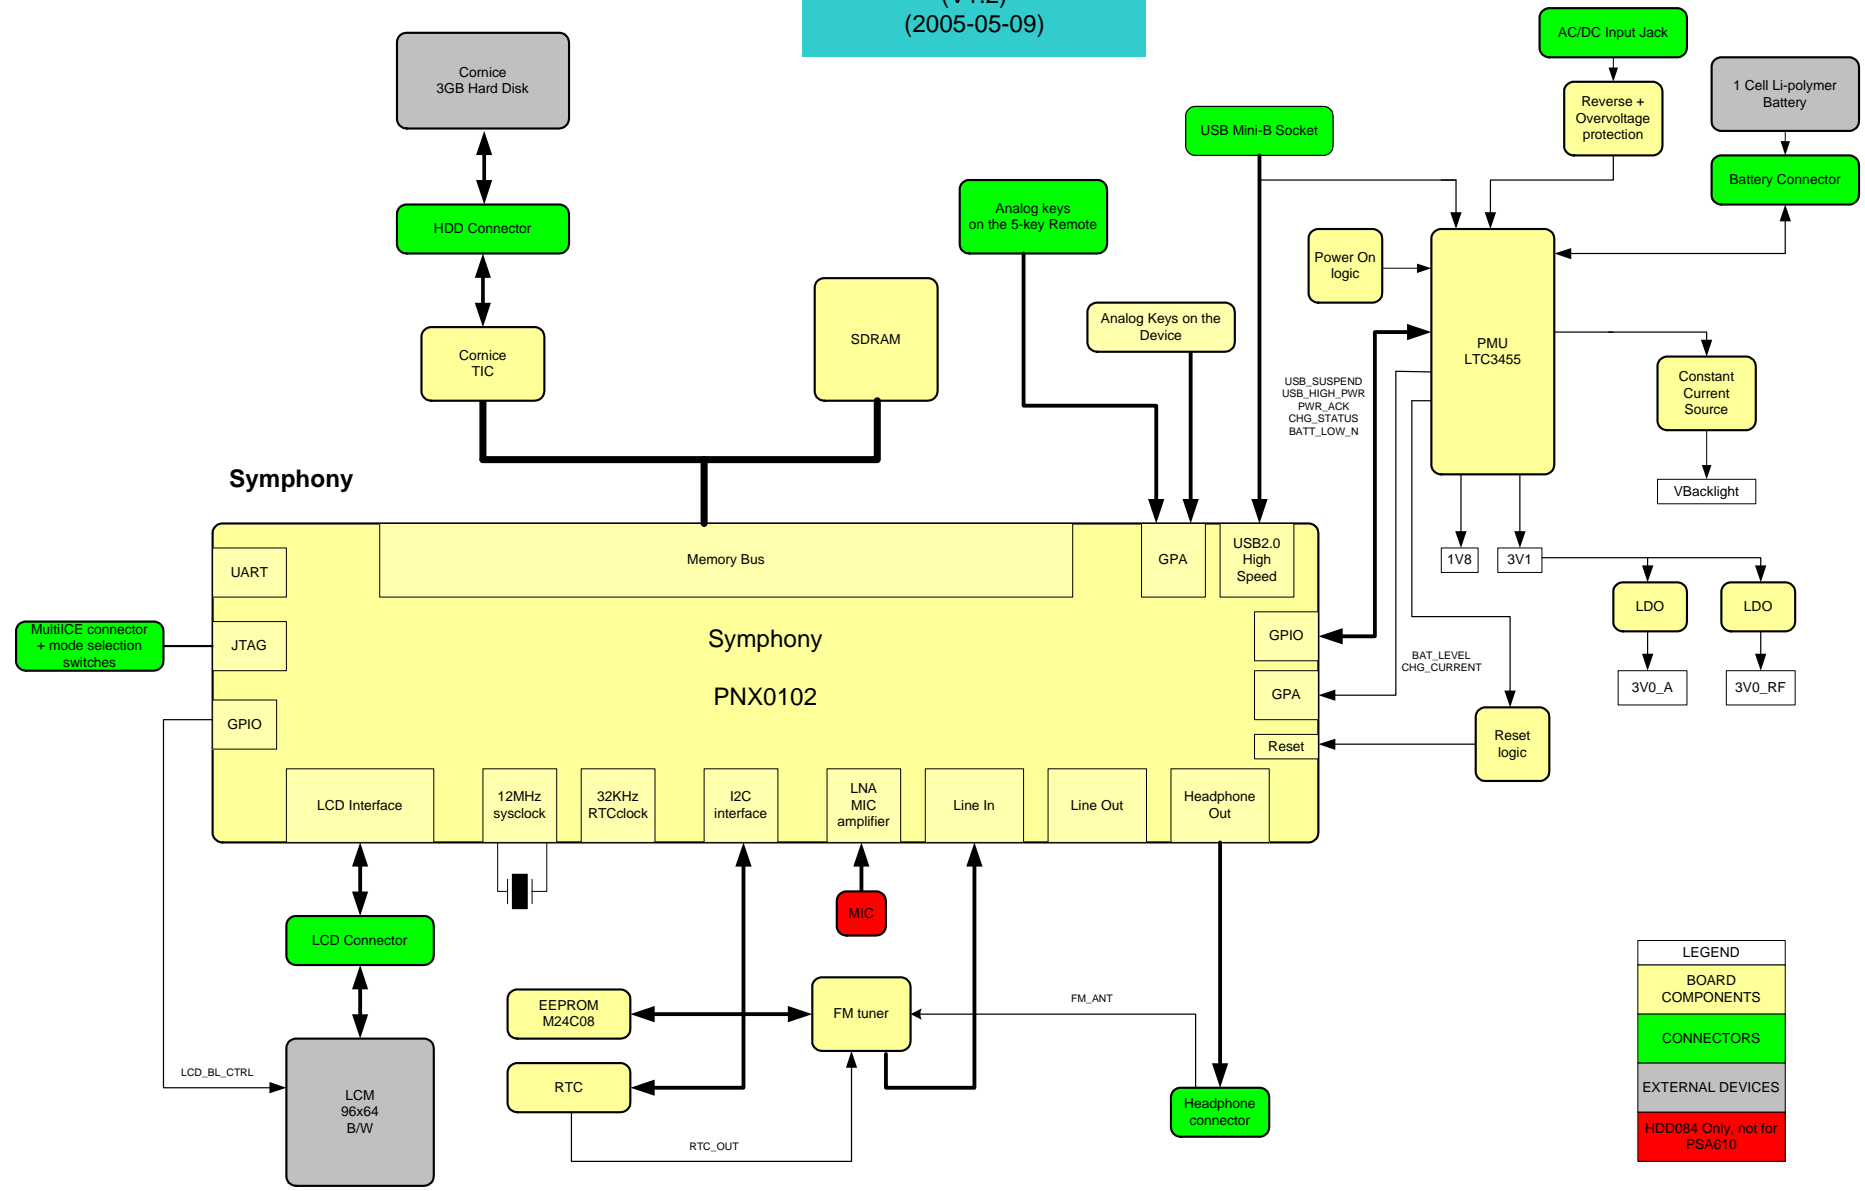 (V1.2)
(2005-05-09)
AC/DC Input Jack
Cornice
3GB Hard Disk
1 Cell Li-polymer
Battery
Reverse +
Overvoltage
protection
USB Mini-B Socket
Battery Connector
Analog keys
on the 5-key Remote
HDD Connector
Power On
logic
Analog Keys on the
Device
SDRAM
PMU
LTC3455
Cornice
TIC
Constant
Current
Source
USB_SUSPEND
USB_HIGH_PWR
PWR_ACK
CHG_STATUS
BATT_LOW_N
Symphony
VBacklight
Memory Bus
GPA
USB2.0
High
Speed
1V8
3V1
UART
LDO
LDO
MultiICE connector
+ mode selection
switches
JTAG
Symphony
GPIO
BAT_LEVEL
CHG_CURRENT
3V0_A
3V0_RF
PNX0102
GPA
GPIO
Reset
Reset
logic
LCD Interface
12MHz
sysclock
32KHz
RTCclock
I2C
interface
LNA
MIC
amplifier
Line In
Line Out
Headphone
Out
MIC
LCD Connector
LEGEND
BOARD
COMPONENTS
EEPROM
M24C08
FM tuner
FM_ANT
CONNECTORS
LCD_BL_CTRL
RTC
EXTERNAL DEVICES
LCM
96x64
B/W
Headphone
connector
HDD084 Only, not for
PSA610
RTC_OUT